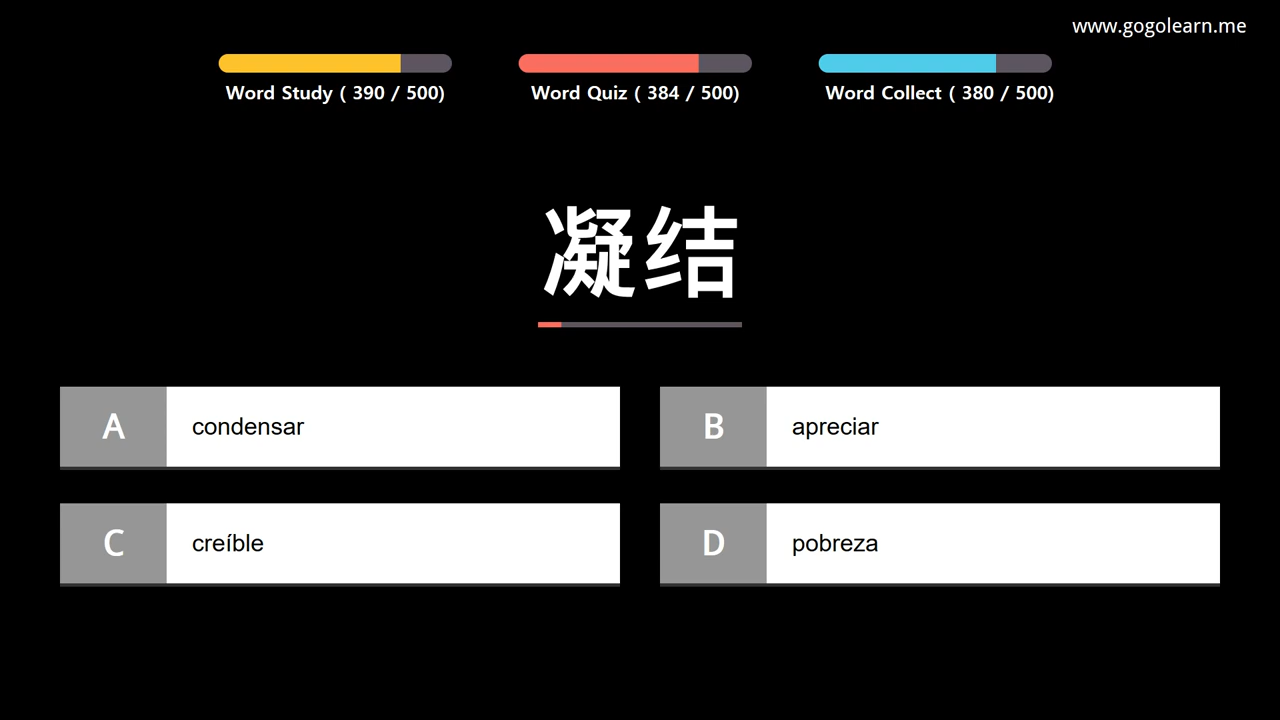 www.gogolearn.me
Word Study ( 390 / 500)
Word Quiz ( 384 / 500)
Word Collect ( 380 / 500)
凝结
A condensar
B apreciar
C creíble
D pobreza